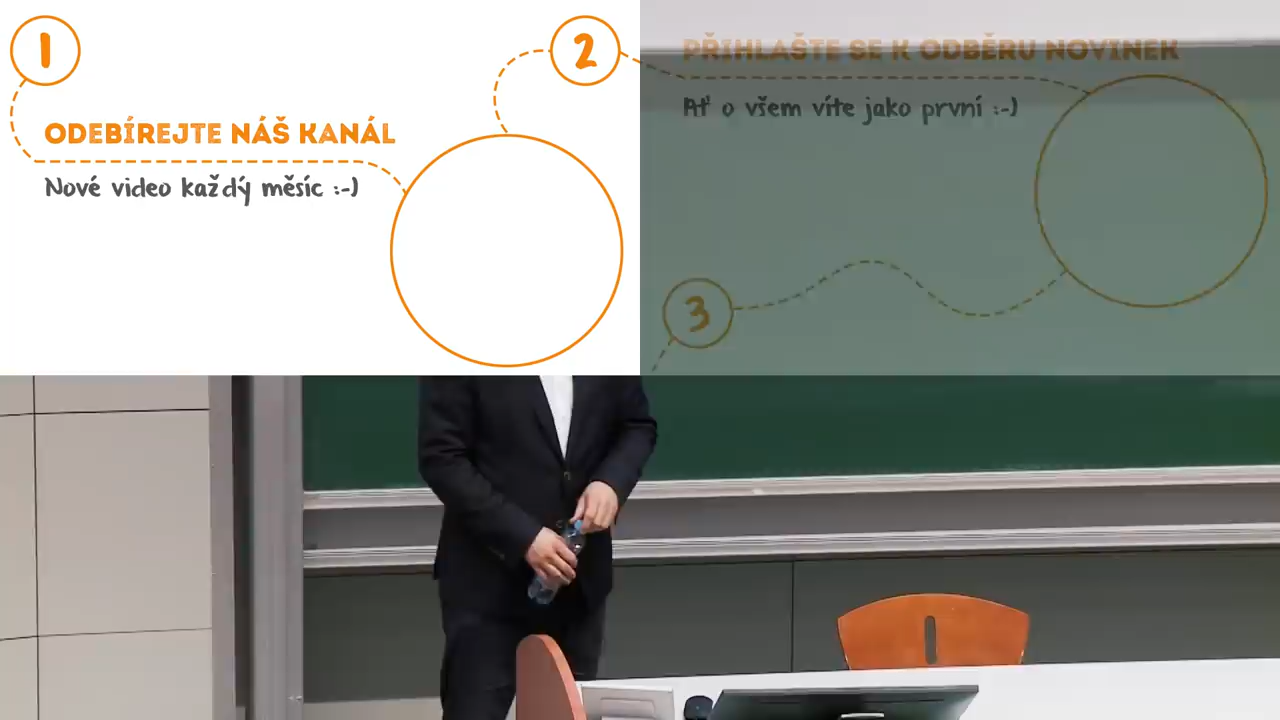 1
ODEBÍREJTE NÁŠ KANÁL
Nové video každý měsíc :-)
2
PŘIHLAŠTE SE K ODBĚRU NOVINEK
Ať o všem víte jako první :-)
3